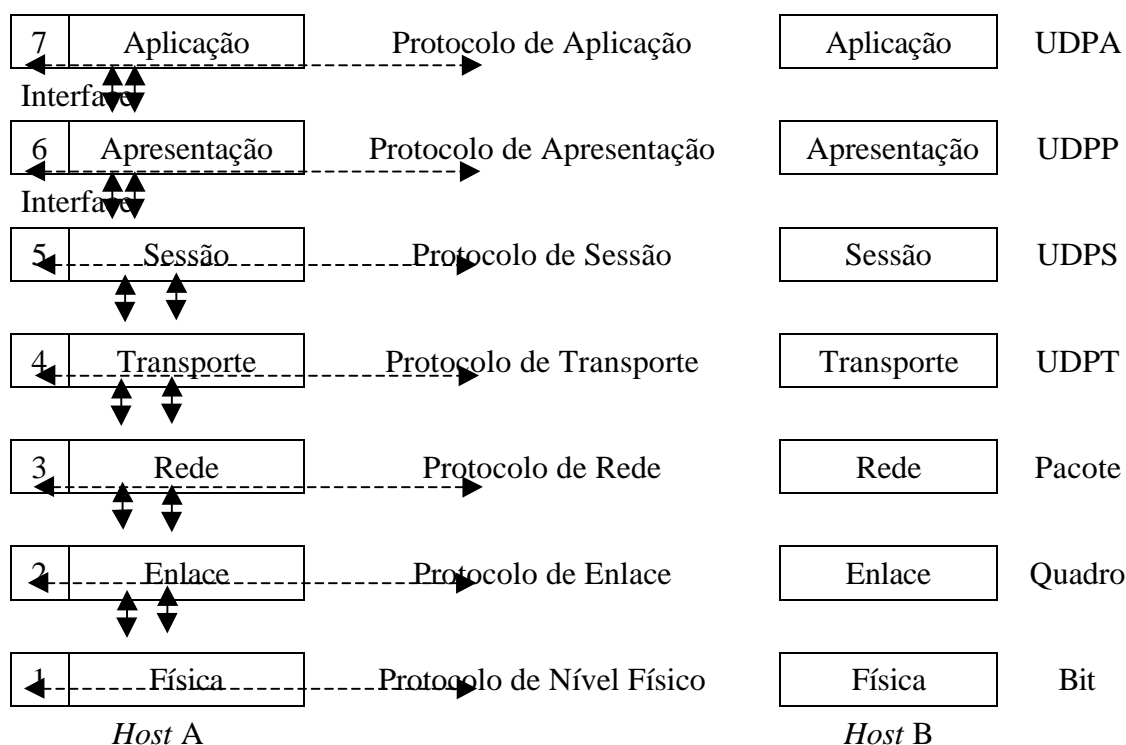 7 Aplicação Protocolo de Aplicação Aplicação UDPA
Interface
6 Apresentação Protocolo de Apresentação Apresentação UDPP
Interface
5 Sessão Protocolo de Sessão Sessão UDPS
4 Transporte Protocolo de Transporte Transporte UDPT
3 Rede Protocolo de Rede Rede Pacote
2 Enlace Protocolo de Enlace Enlace Quadro
1 Física Protocolo de Nível Físico Física Bit
Host A Host B